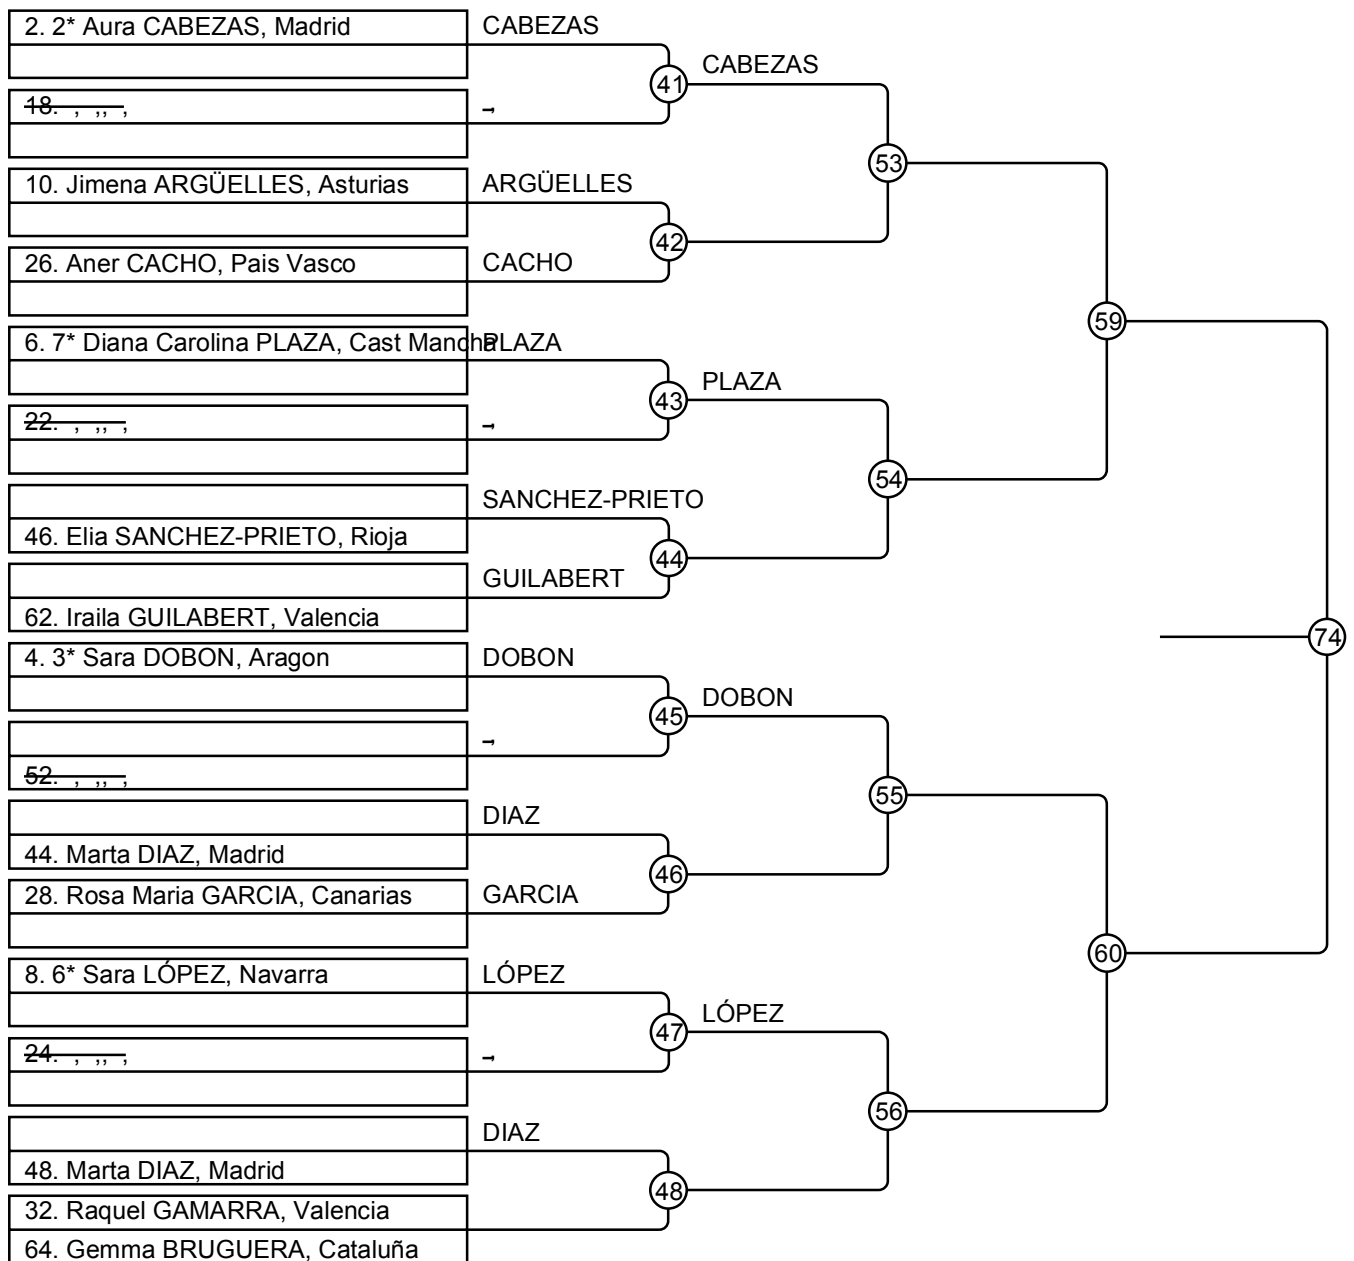 2. 2* Aura CABEZAS, Madrid
CABEZAS
41
CABEZAS
18. , ,, ,
,
53
10. Jimena ARGÜELLES, Asturias
ARGÜELLES
42
26. Aner CACHO, Pais Vasco
CACHO
59
6. 7* Diana Carolina PLAZA, Cast Mancha
PLAZA
43
PLAZA
22. , ,, ,
,
54
SANCHEZ-PRIETO
46. Elia SANCHEZ-PRIETO, Rioja
44
GUILABERT
62. Iraila GUILABERT, Valencia
74
4. 3* Sara DOBON, Aragon
DOBON
45
DOBON
,
52. , ,, ,
55
DIAZ
44. Marta DIAZ, Madrid
46
28. Rosa Maria GARCIA, Canarias
GARCIA
60
8. 6* Sara LÓPEZ, Navarra
LÓPEZ
47
LÓPEZ
24. , ,, ,
,
56
DIAZ
48. Marta DIAZ, Madrid
48
32. Raquel GAMARRA, Valencia
64. Gemma BRUGUERA, Cataluña